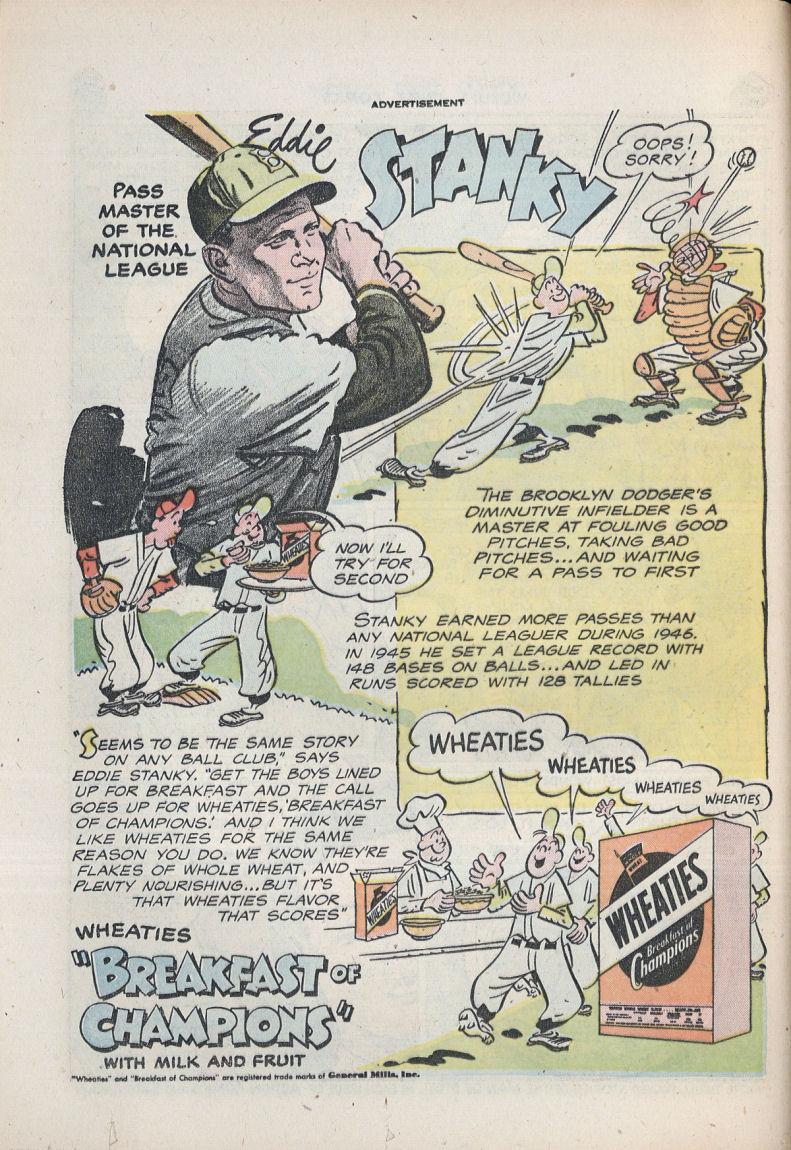 ADVERTISEMENT
Eddie
STANKY
PASS
MASTER
OF THE
NATIONAL
LEAGUE
OOPS!
SORRY!
B
THE BROOKLYN DODGER'S
DIMINUTIVE INFIELDER IS A
MASTER AT FOULING GOOD
PITCHES, TAKING BAD
PITCHES...AND WAITING
FOR A PASS TO FIRST
WHEATIES
NOW I'LL
TRY FOR
SECOND
STANKY EARNED MORE PASSES THAN
ANY NATIONAL LEAGUER DURING 1946.
IN 1945 HE SET A LEAGUE RECORD WITH
148 BASES ON BALLS...AND LED IN
RUNS SCORED WITH 128 TALLIES
"SEEMS TO BE THE SAME STORY
ON ANY BALL CLUB," SAYS
EDDIE STANKY. "GET THE BOYS LINED
UP FOR BREAKFAST AND THE CALL
GOES UP FOR WHEATIES, 'BREAKFAST
OF CHAMPIONS.' AND I THINK WE
LIKE WHEATIES FOR THE SAME
REASON YOU DO. WE KNOW THEY'RE
FLAKES OF WHOLE WHEAT, AND
PLENTY NOURISHING...BUT IT'S
THAT WHEATIES FLAVOR
THAT SCORES"
WHEATIES
WHEATIES
WHEATIES
WHEATIES
WHEATIES
WHEATIES
Breakfast of
Champions
WHEATIES
"BREAKFAST OF
CHAMPIONS"
WITH MILK AND FRUIT
"Wheaties" and "Breakfast of Champions" are registered trade marks of General Mills, Inc.